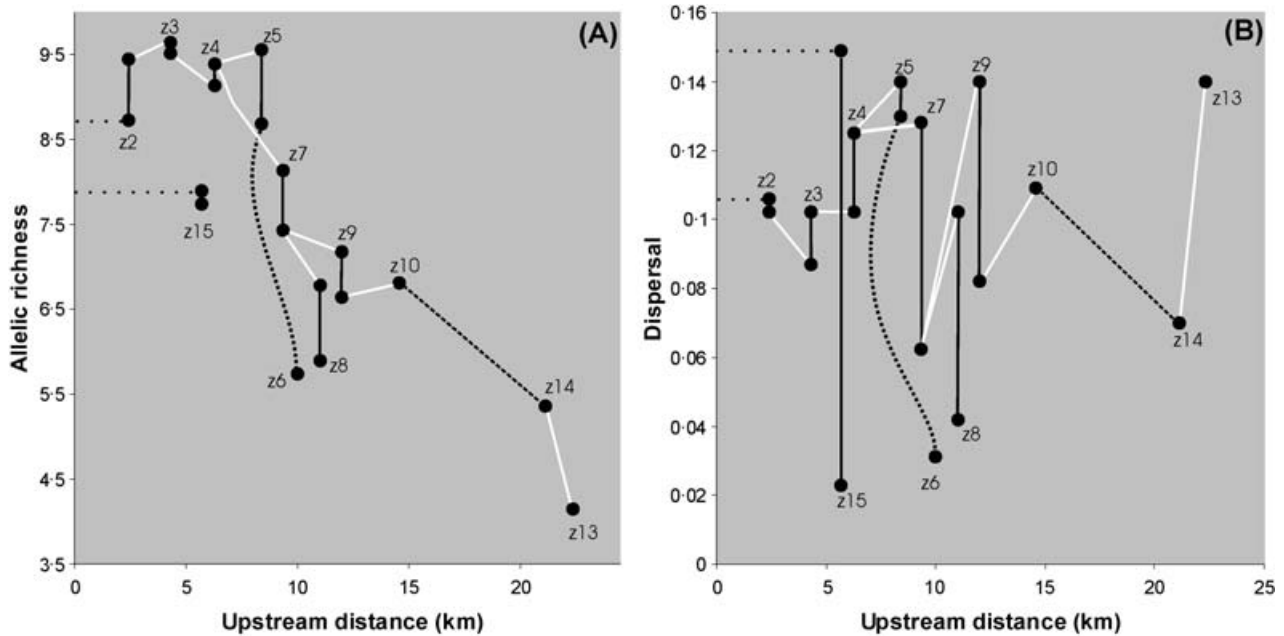 (A)
Allelic richness
9·5
8·5
7·5
6·5
5·5
4·5
3·5
z3
z4
z5
z2
z7
z15
z9
z10
z6
z8
z14
z13
0 5 10 15 20
Upstream distance (km)
(B)
Dispersal
0·16
0·14
0·12
0·1
0·08
0·06
0·04
0·02
0
z9
z5
z13
z4
z7
z2
z3
z10
z14
z8
z6
z15
0 5 10 15 20 25
Upstream distance (km)